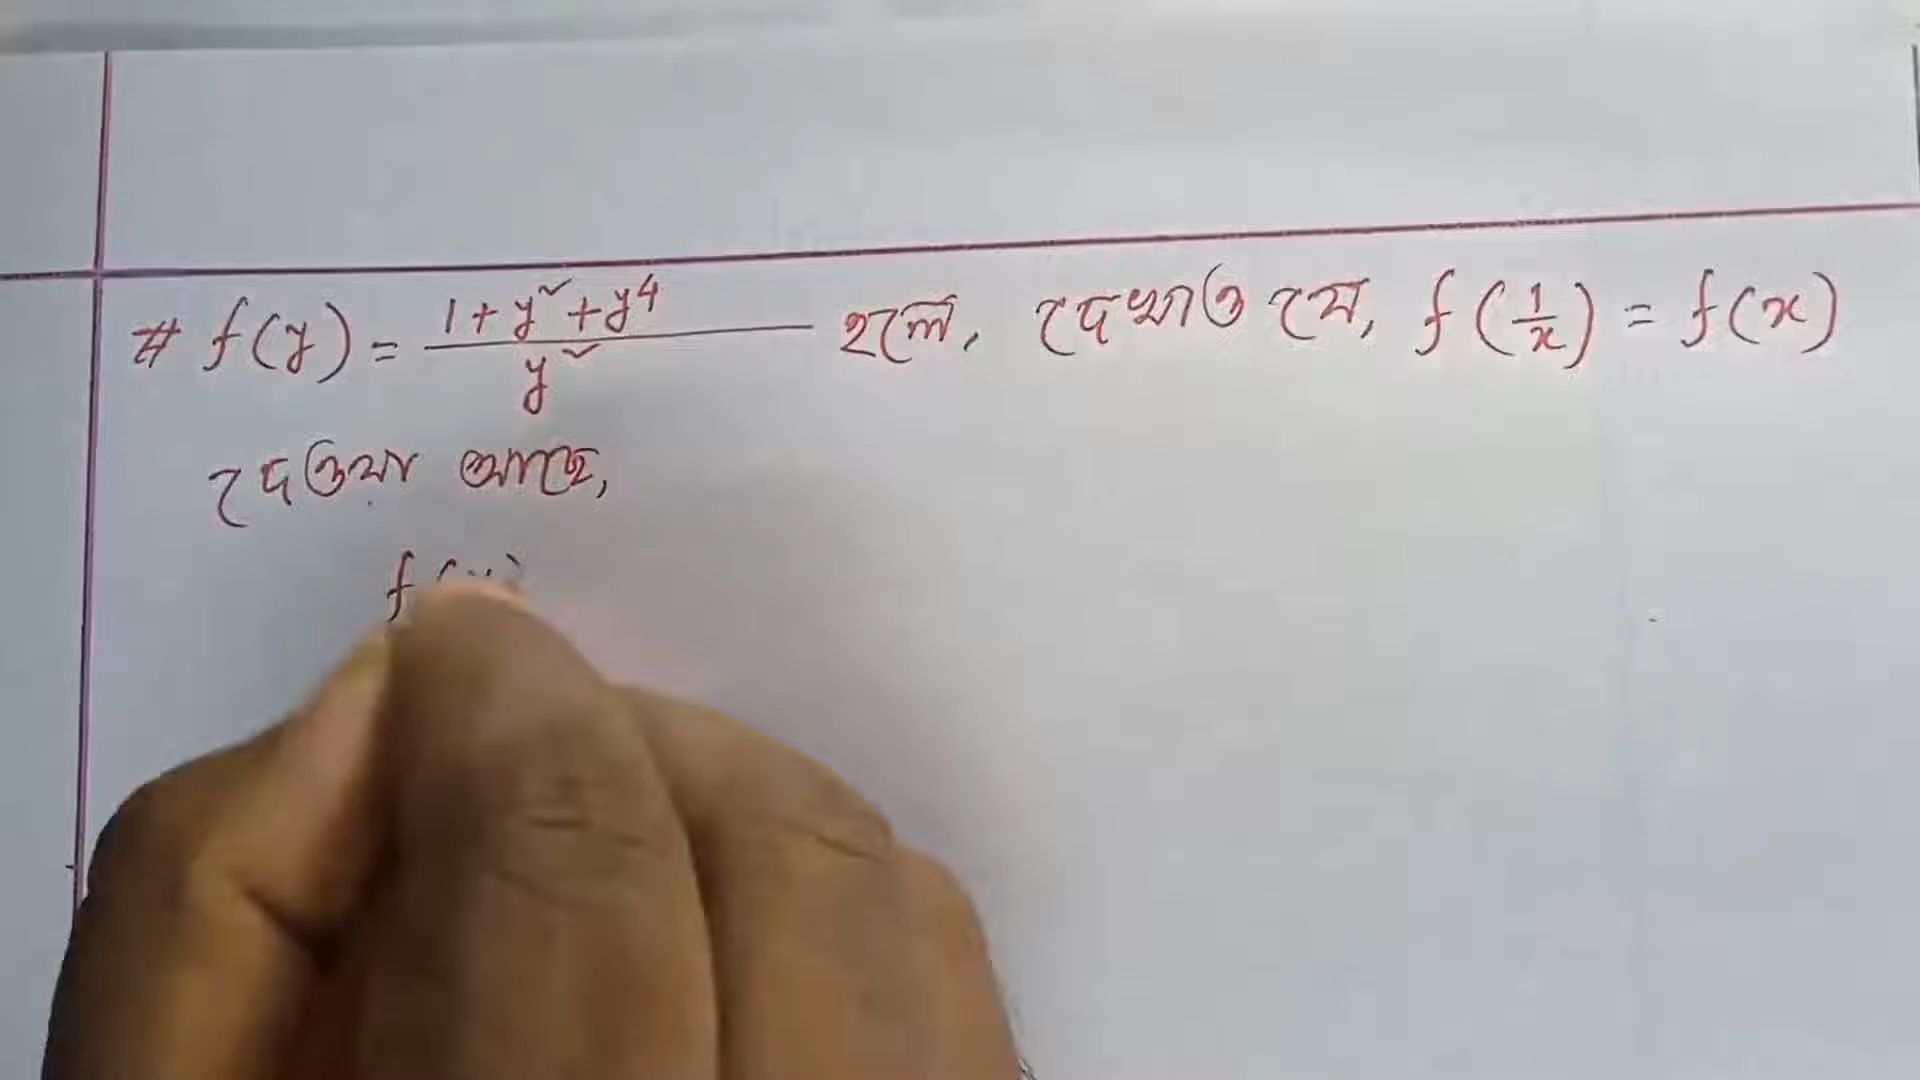 # f(y) = (1+y²+y⁴)/y² হলে, দেখাও যে, f(1/x) = f(x)
দেওয়া আছে,
f(y)